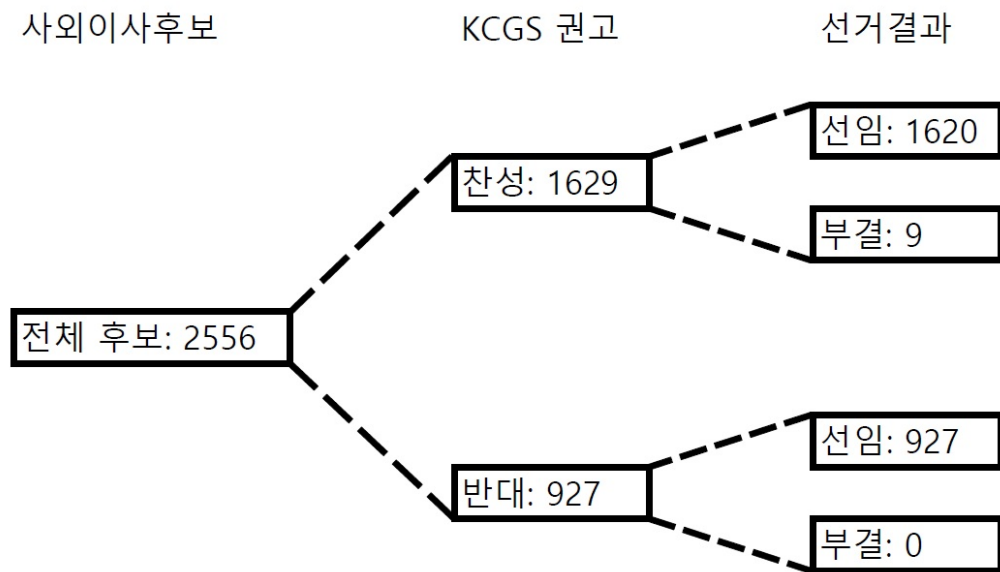 사외이사후보
KCGS 권고
선거결과
선임: 1620
찬성: 1629
부결: 9
전체 후보: 2556
선임: 927
반대: 927
부결: 0